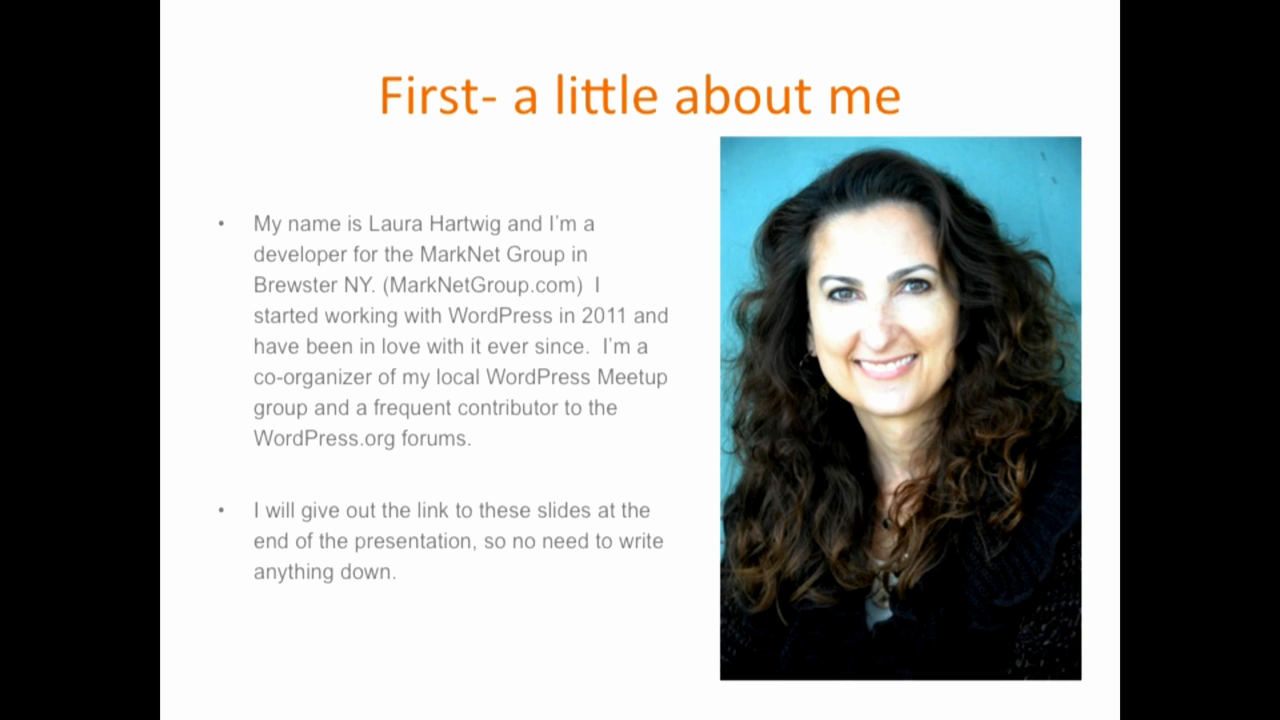 First- a little about me
• My name is Laura Hartwig and I'm a
developer for the MarkNet Group in
Brewster NY. (MarkNetGroup.com)  I
started working with WordPress in 2011 and
have been in love with it ever since.  I'm a
co-organizer of my local WordPress Meetup
group and a frequent contributor to the
WordPress.org forums.
• I will give out the link to these slides at the
end of the presentation, so no need to write
anything down.